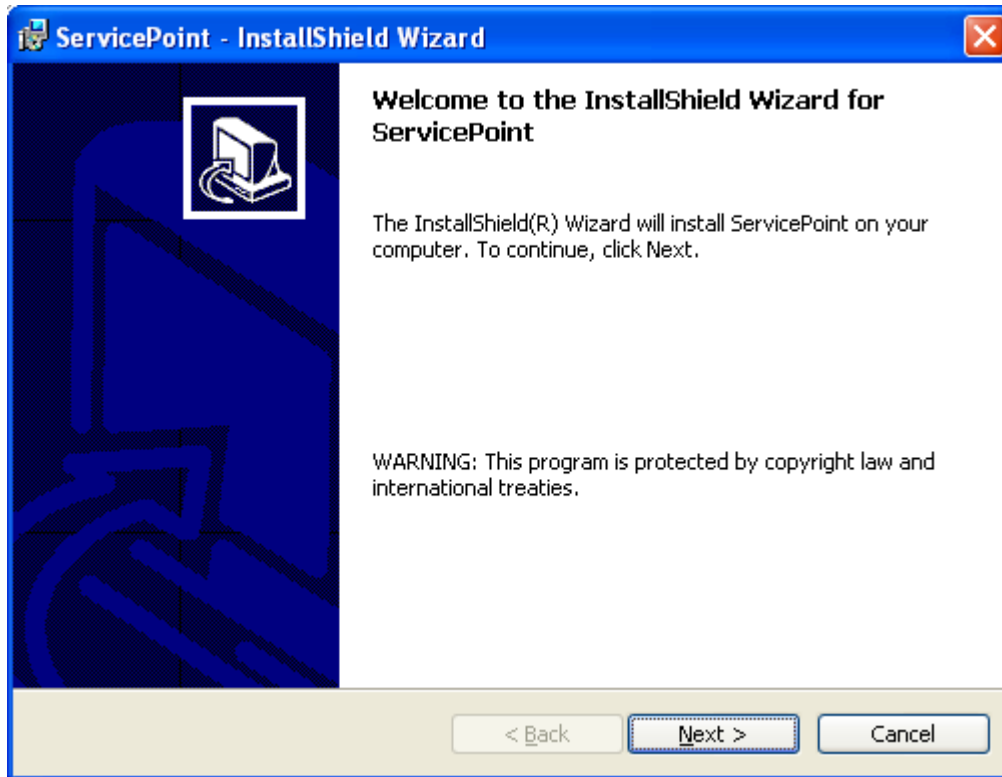 ServicePoint - InstallShield Wizard
Welcome to the InstallShield Wizard for
ServicePoint
The InstallShield(R) Wizard will install ServicePoint on your
computer. To continue, click Next.
WARNING: This program is protected by copyright law and
international treaties.
< Back
Next >
Cancel